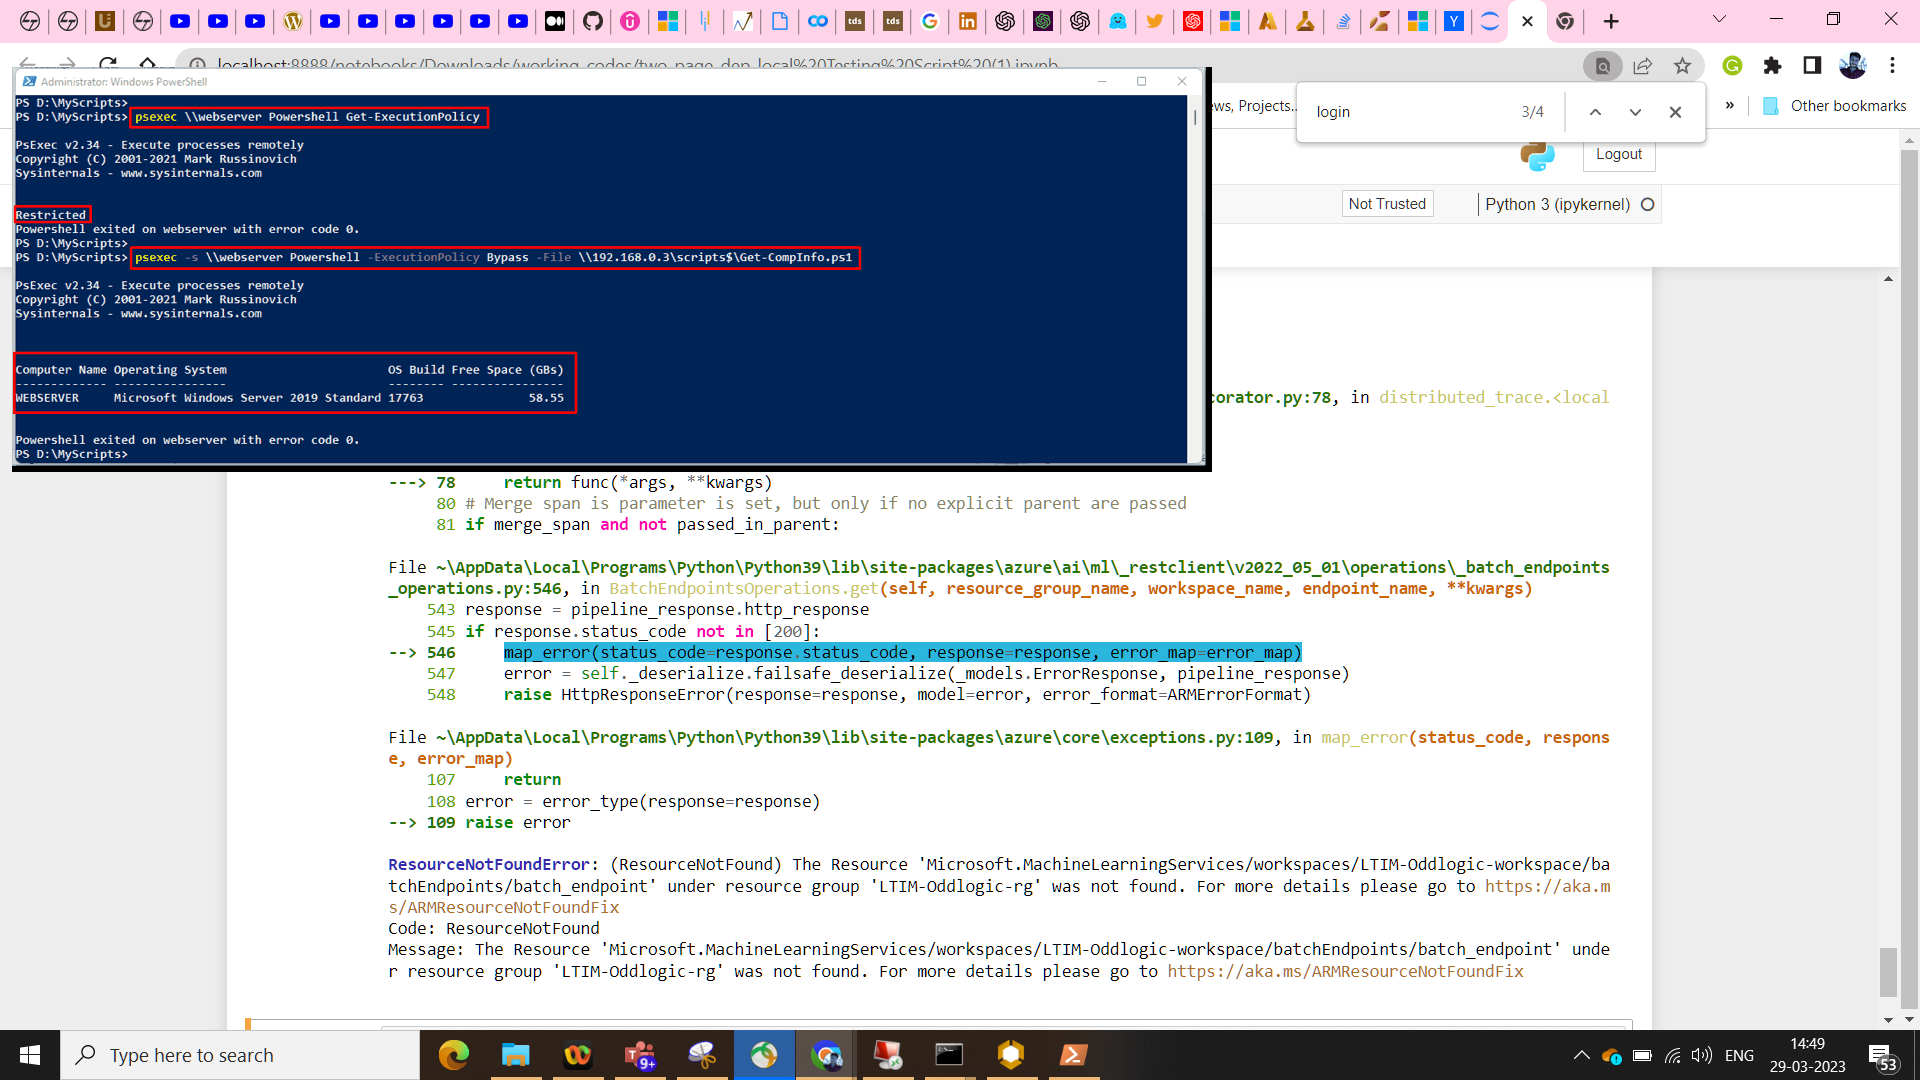 localhost:8888/notebooks/Downloads/working_codes/two_page_dep_local%20Testing%20Script%20(1).ipynb
ews, Projects...
»
Other bookmarks
login
3/4
Logout
Not Trusted
Python 3 (ipykernel)
Administrator: Windows PowerShell
PS D:\MyScripts>
PS D:\MyScripts> psexec \\webserver Powershell Get-ExecutionPolicy
PsExec v2.34 - Execute processes remotely
Copyright (C) 2001-2021 Mark Russinovich
Sysinternals - www.sysinternals.com
Restricted
Powershell exited on webserver with error code 0.
PS D:\MyScripts>
PS D:\MyScripts> psexec -s \\webserver Powershell -ExecutionPolicy Bypass -File \\192.168.0.3\scripts$\Get-CompInfo.ps1
PsExec v2.34 - Execute processes remotely
Copyright (C) 2001-2021 Mark Russinovich
Sysinternals - www.sysinternals.com
Computer Name Operating System OS Build Free Space (GBs)
------------- ---------------- -------- ----------------
WEBSERVER Microsoft Windows Server 2019 Standard 17763 58.55
Powershell exited on webserver with error code 0.
PS D:\MyScripts>
corator.py:78, in distributed_trace.<local
---> 78 return func(*args, **kwargs)
80 # Merge span is parameter is set, but only if no explicit parent are passed
81 if merge_span and not passed_in_parent:
File ~\AppData\Local\Programs\Python\Python39\lib\site-packages\azure\ai\ml\_restclient\v2022_05_01\operations\_batch_endpoints
_operations.py:546, in BatchEndpointsOperations.get(self, resource_group_name, workspace_name, endpoint_name, **kwargs)
543 response = pipeline_response.http_response
545 if response.status_code not in [200]:
--> 546 map_error(status_code=response.status_code, response=response, error_map=error_map)
547 error = self._deserialize.failsafe_deserialize(_models.ErrorResponse, pipeline_response)
548 raise HttpResponseError(response=response, model=error, error_format=ARMErrorFormat)
File ~\AppData\Local\Programs\Python\Python39\lib\site-packages\azure\core\exceptions.py:109, in map_error(status_code, respons
e, error_map)
107 return
108 error = error_type(response=response)
--> 109 raise error
ResourceNotFoundError: (ResourceNotFound) The Resource 'Microsoft.MachineLearningServices/workspaces/LTIM-Oddlogic-workspace/ba
tchEndpoints/batch_endpoint' under resource group 'LTIM-Oddlogic-rg' was not found. For more details please go to https://aka.m
s/ARMResourceNotFoundFix
Code: ResourceNotFound
Message: The Resource 'Microsoft.MachineLearningServices/workspaces/LTIM-Oddlogic-workspace/batchEndpoints/batch_endpoint' unde
r resource group 'LTIM-Oddlogic-rg' was not found. For more details please go to https://aka.ms/ARMResourceNotFoundFix
Type here to search
9+
ENG
14:49
29-03-2023
53